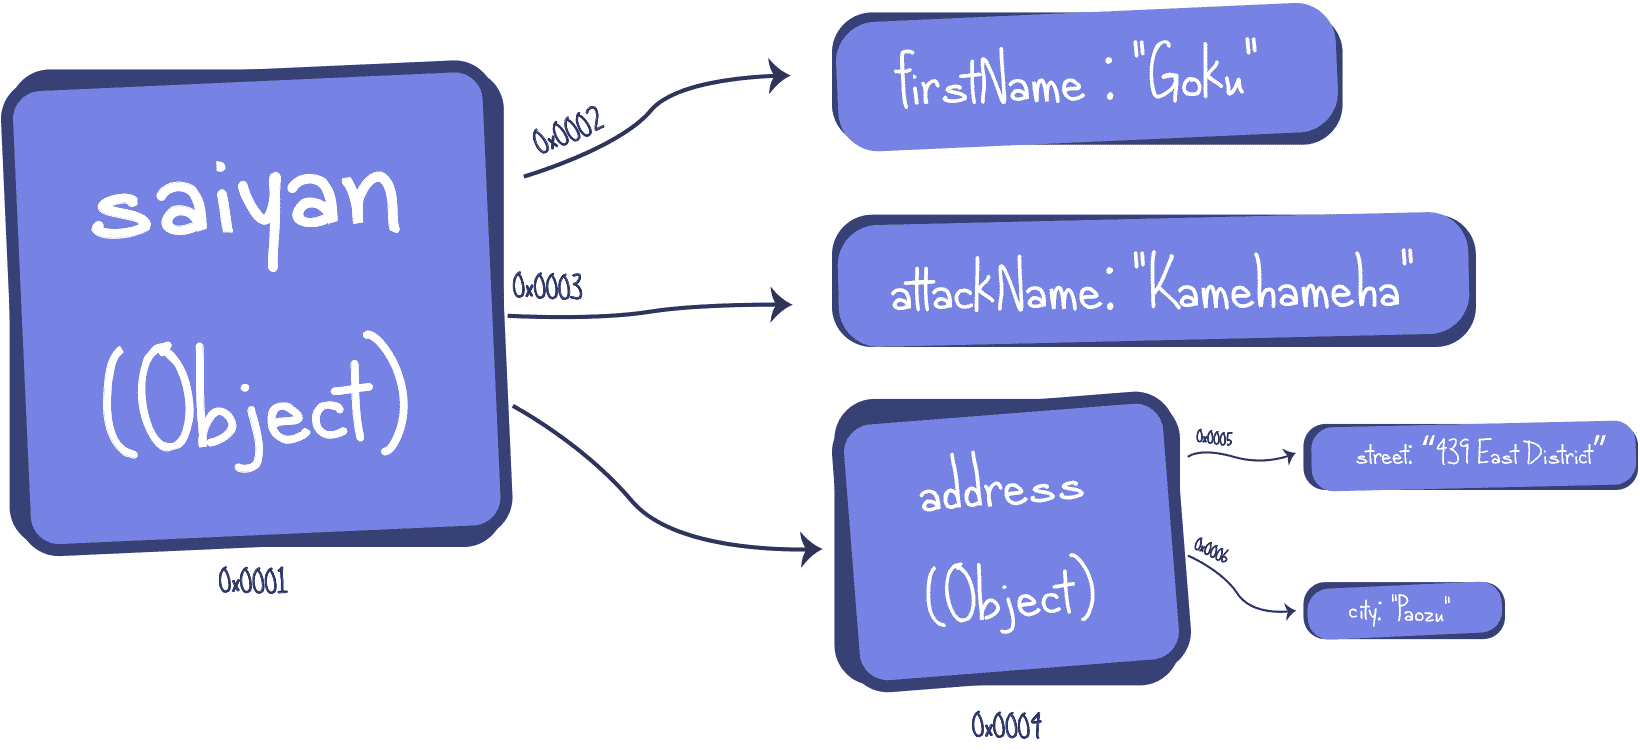 saiyan
(Object)
0x0001
0x0002
firstName : "Goku"
0x0003
attackName: "Kamehameha"
address
(Object)
0x0004
0x0005
street: “439 East District”
0x0006
city: "Paozu"